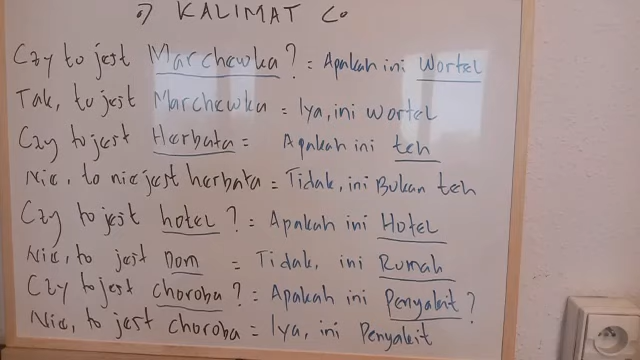 KALIMAT Co
Czy to jest Marchewka? = Apakah ini Wortel
Tak, to jest Marchewka = Iya, ini wortel
Czy to jest Herbata = Apakah ini teh
Nie, to nie jest herbata = Tidak, ini Bukan teh
Czy to jest hotel? = Apakah ini Hotel
Nie, to jest Dom = Tidak, ini Rumah
Czy to jest choroba? = Apakah ini Penyakit?
Nie, to jest choroba = Iya, ini Penyakit